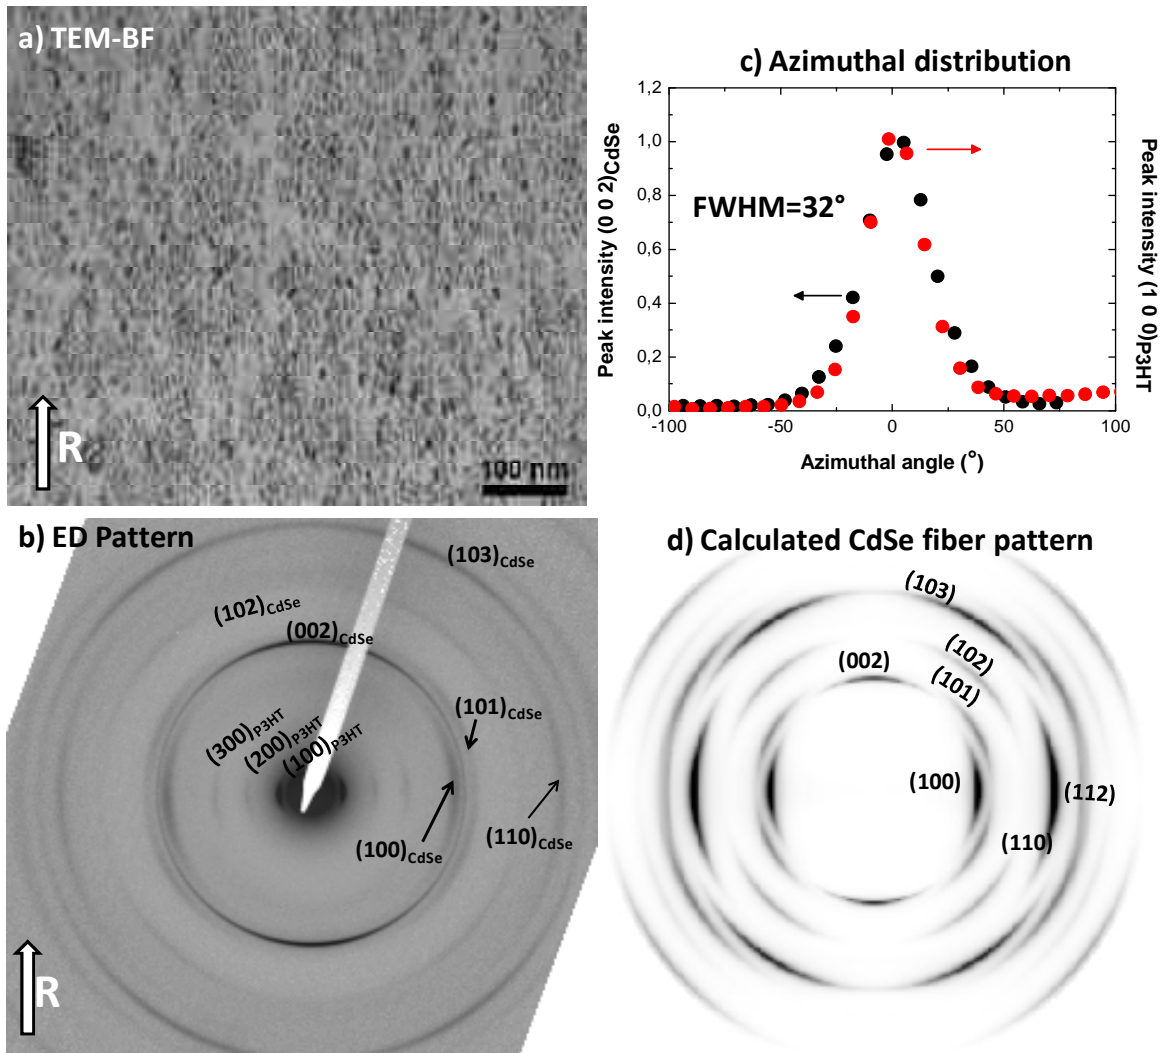 a) TEM-BF
R
100 nm
c) Azimuthal distribution
Peak intensity (0 0 2)CdSe
1,2
1,0
0,8
0,6
0,4
0,2
0,0
FWHM=32°
Peak intensity (1 0 0)P3HT
-100 -50 0 50 100
Azimuthal angle (°)
b) ED Pattern
(103)CdSe
(102)CdSe
(002)CdSe
(101)CdSe
(300)P3HT
(200)P3HT
(100)P3HT
(100)CdSe
(110)CdSe
R
d) Calculated CdSe fiber pattern
(103)
(002)
(102)
(101)
(100)
(112)
(110)